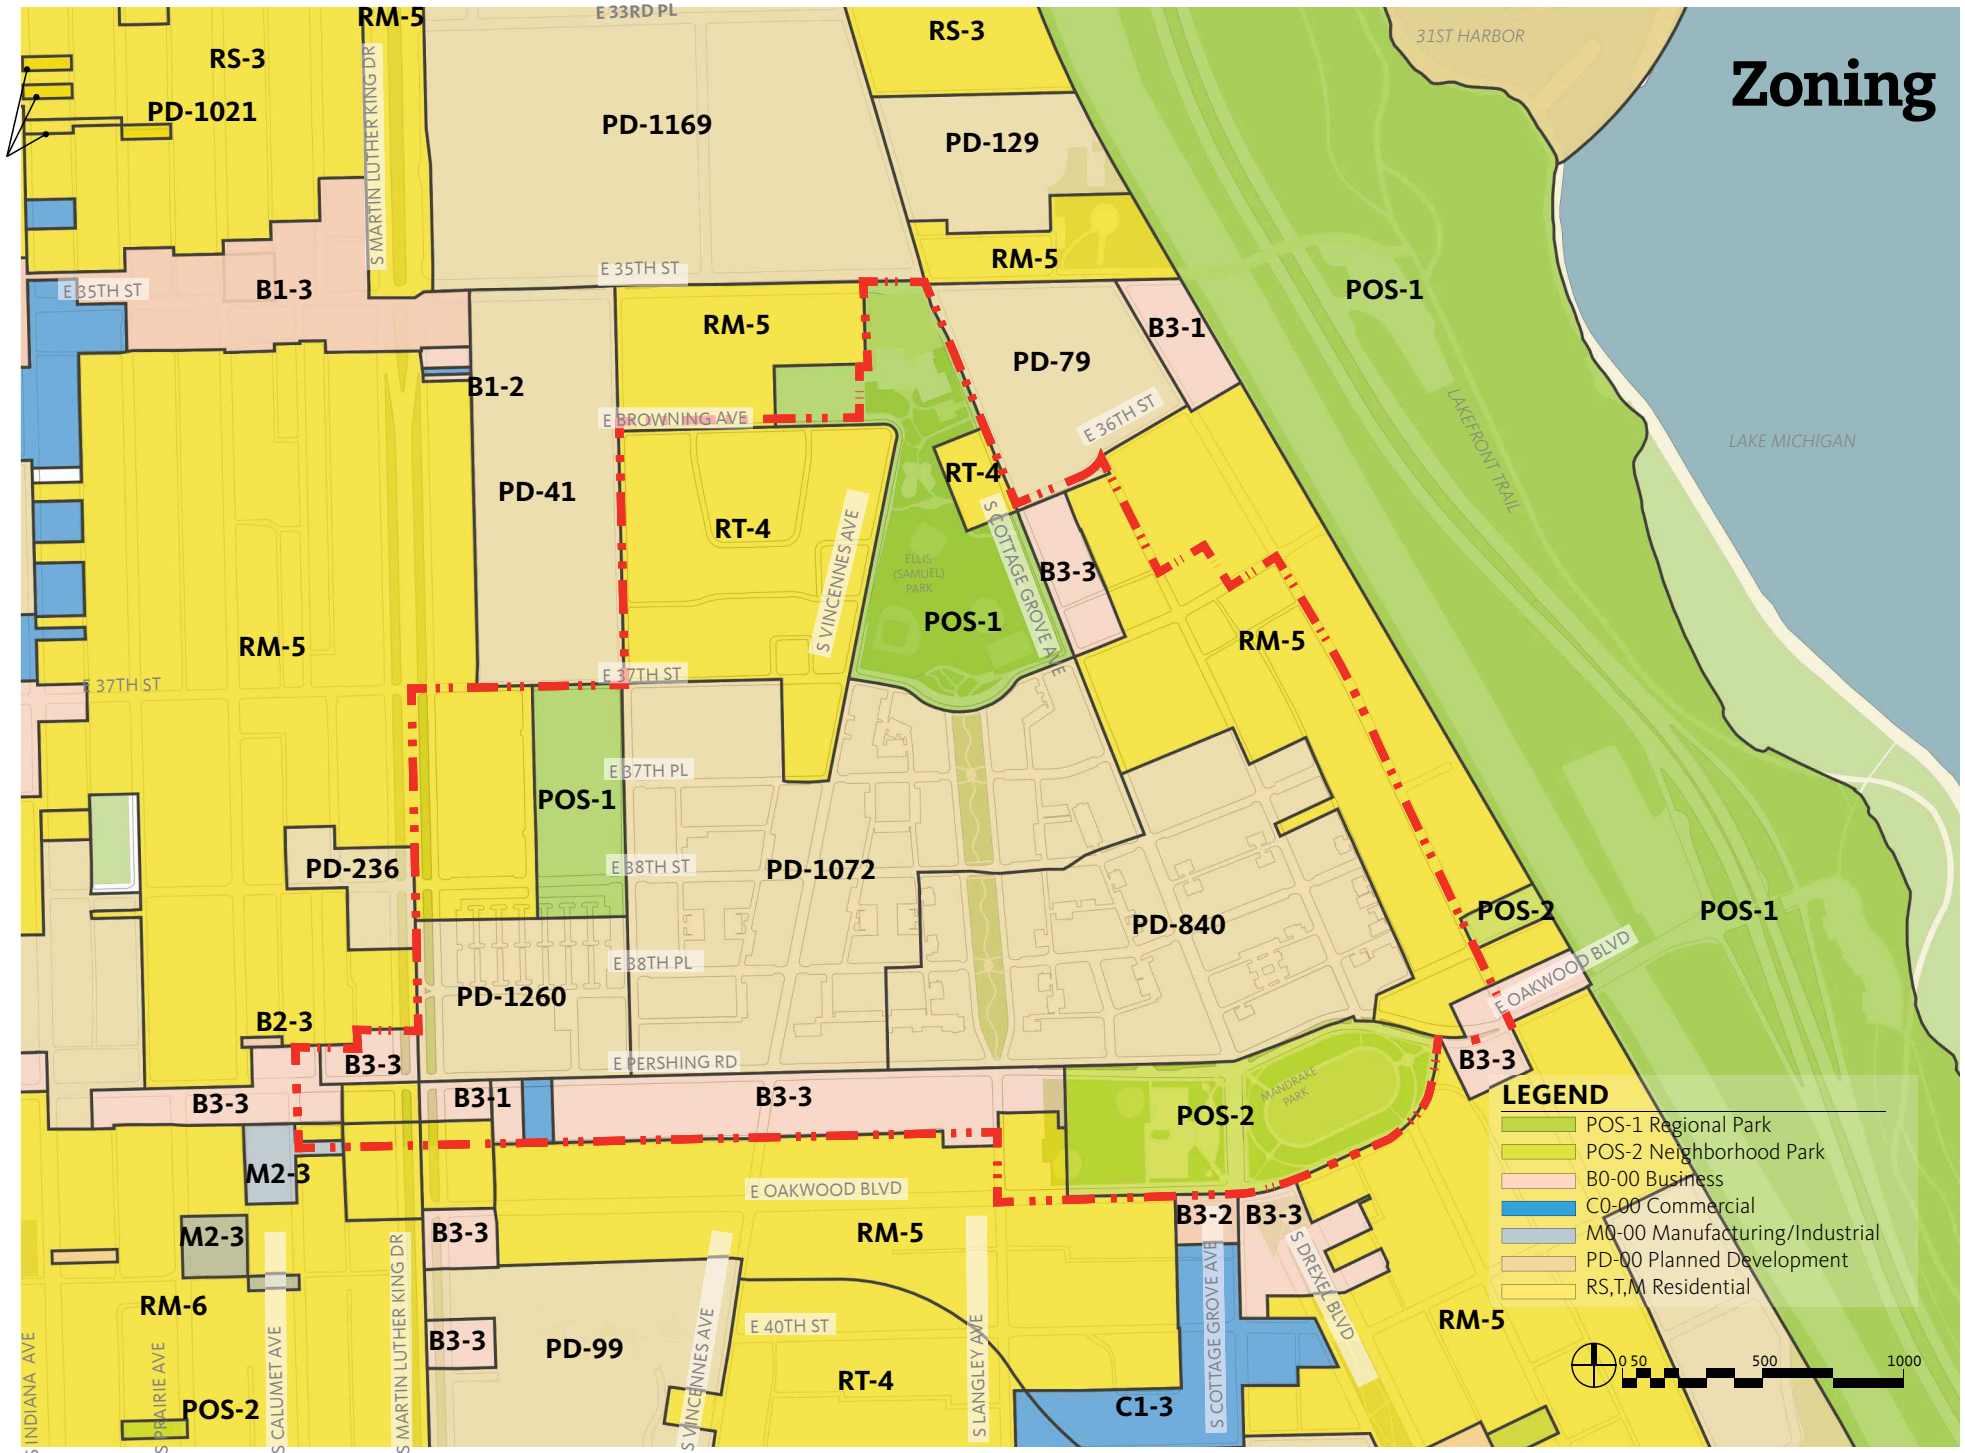 E 33RD PL
RM-5
RS-3
31ST HARBOR
RS-3
Zoning
PD-1021
PD-1169
PD-129
S MARTIN LUTHER KING DR
RM-5
E 35TH ST
E 35TH ST
B1-3
POS-1
RM-5
B3-1
PD-79
B1-2
E BROWNING AVE
E 36TH ST
LAKEFRONT TRAIL
LAKE MICHIGAN
RT-4
PD-41
RT-4
S VINCENNES AVE
S COTTAGE GROVE AVE
ELLIS
(SAMUEL)
PARK
B3-3
POS-1
RM-5
RM-5
E 37TH ST
E 37TH ST
E 37TH PL
POS-1
E 38TH ST
PD-236
PD-1072
PD-840
POS-2
POS-1
E 38TH PL
E OAKWOOD BLVD
PD-1260
B2-3
B3-3
E PERSHING RD
B3-3
B3-3
B3-1
B3-3
MANDRAKE
PARK
POS-2
M2-3
E OAKWOOD BLVD
B3-2
B3-3
M2-3
B3-3
RM-5
S DREXEL BLVD
RM-6
S MARTIN LUTHER KING DR
S COTTAGE GROVE AVE
B3-3
PD-99
S VINCENNES AVE
E 40TH ST
S LANGLEY AVE
RM-5
RT-4
S INDIANA AVE
S PRAIRIE AVE
S CALUMET AVE
POS-2
C1-3
LEGEND
POS-1 Regional Park
POS-2 Neighborhood Park
B0-00 Business
C0-00 Commercial
M0-00 Manufacturing/Industrial
PD-00 Planned Development
RS,T,M Residential
0 50 500 1000